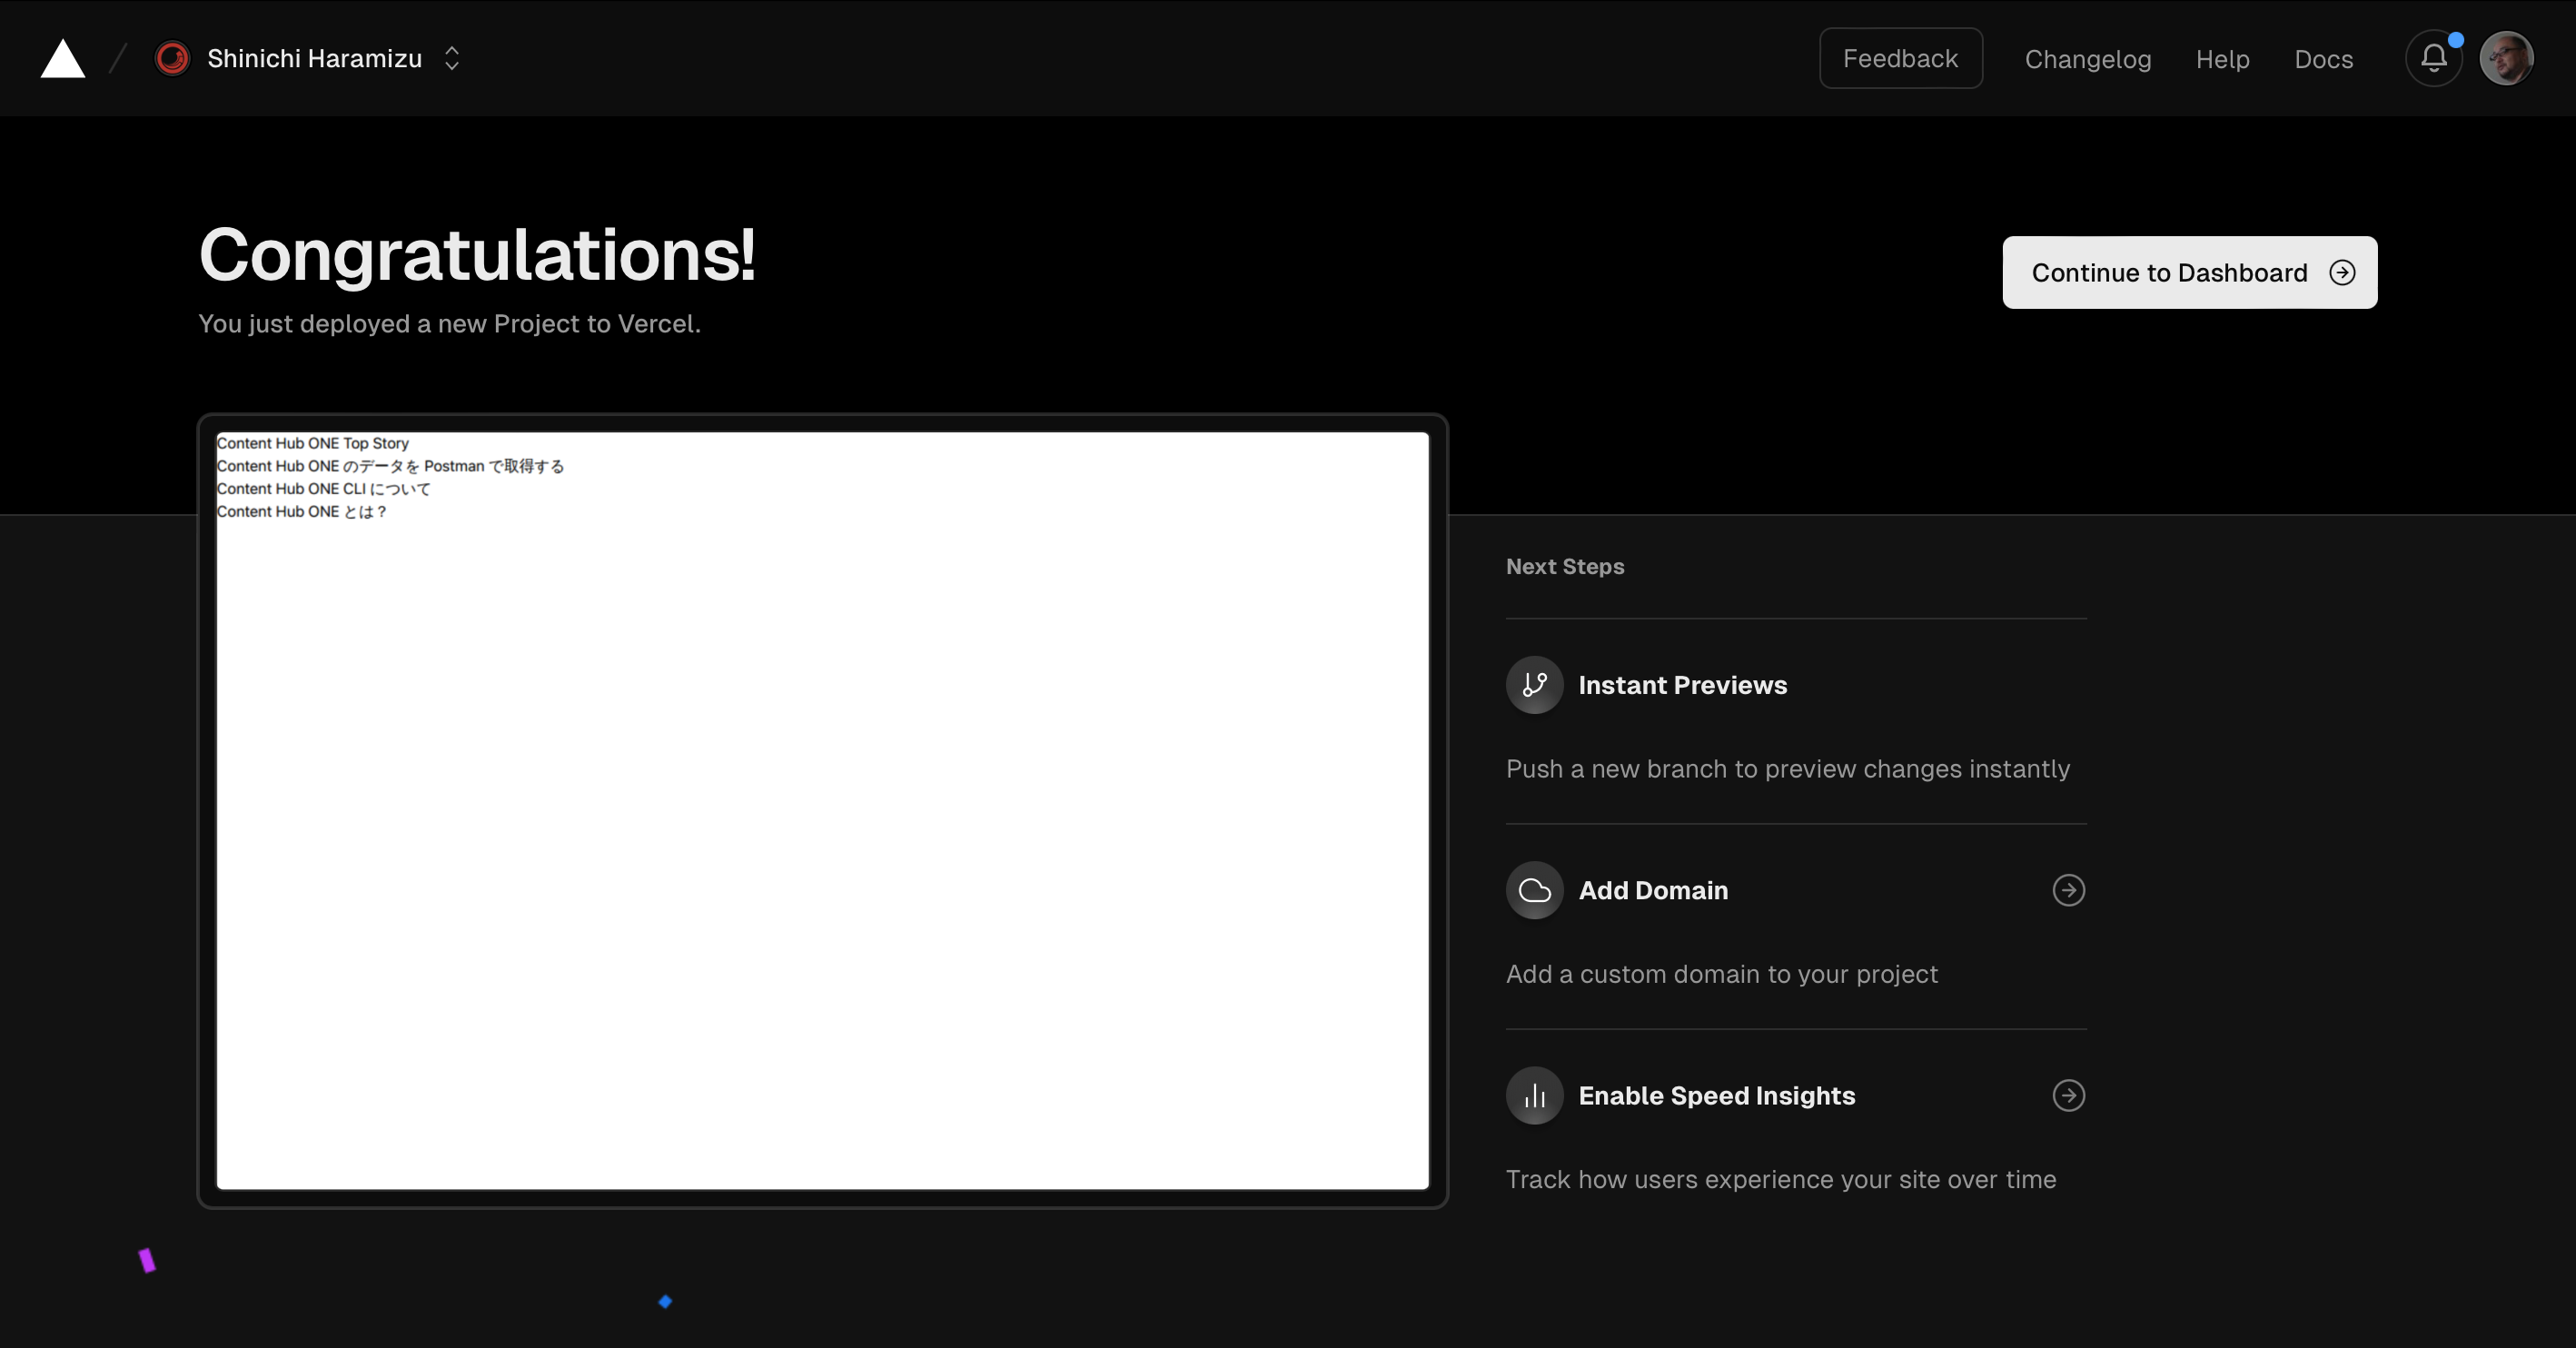 Shinichi Haramizu
Feedback
Changelog
Help
Docs
Congratulations!
You just deployed a new Project to Vercel.
Continue to Dashboard
Content Hub ONE Top Story
Content Hub ONE のデータを Postman で取得する
Content Hub ONE CLI について
Content Hub ONE とは？
Next Steps
Instant Previews
Push a new branch to preview changes instantly
Add Domain
Add a custom domain to your project
Enable Speed Insights
Track how users experience your site over time